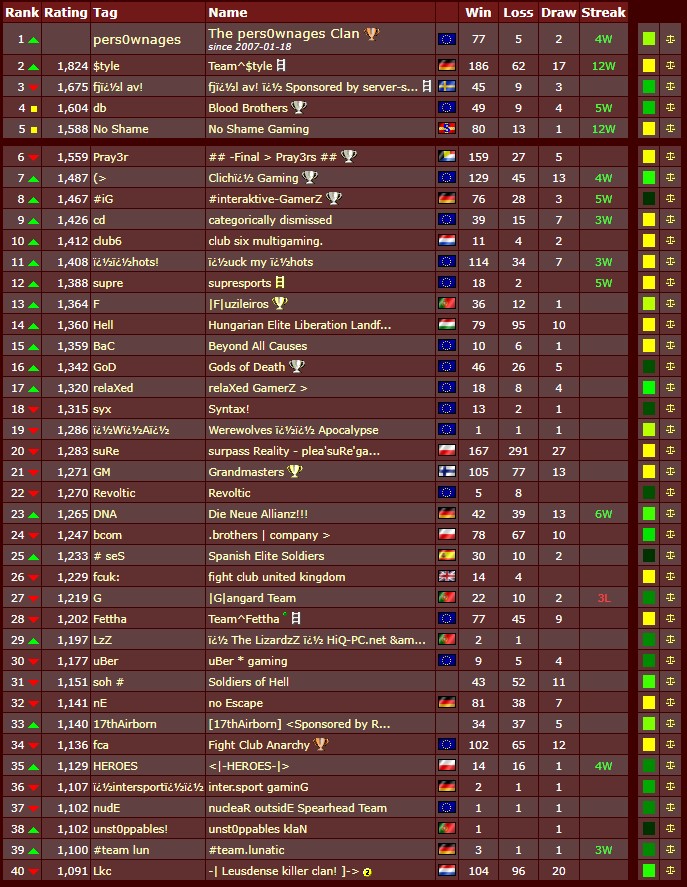 Rank Rating Tag Name Win Loss Draw Streak
1 pers0wnages The pers0wnages Clan 77 5 2 4W
since 2007-01-18
2 1,824 $tyle Team^$tyle 186 62 17 12W
3 1,675 fjï¿½l av! fjï¿½l av! ï¿½ Sponsored by server-s... 45 9 3
4 1,604 db Blood Brothers 49 9 4 5W
5 1,588 No Shame No Shame Gaming 80 13 1 12W
6 1,559 Pray3r ## -Final > Pray3rs ## 159 27 5
7 1,487 (> Clichï¿½ Gaming 129 45 13 4W
8 1,467 #iG #interaktive-GamerZ 76 28 3 5W
9 1,426 cd categorically dismissed 39 15 7 3W
10 1,412 club6 club six multigaming. 11 4 2
11 1,408 ï¿½ï¿½hots! ï¿½uck my ï¿½hots 114 34 7 3W
12 1,388 supre supresports 18 2 5W
13 1,364 F |F|uzileiros 36 12 1
14 1,360 Hell Hungarian Elite Liberation Landf... 79 95 10
15 1,359 BaC Beyond All Causes 10 6 1
16 1,342 GoD Gods of Death 46 26 5
17 1,320 relaXed relaXed GamerZ > 18 8 4
18 1,315 syx Syntax! 13 2 1
19 1,286 ï¿½Wï¿½Aï¿½ Werewolves ï¿½ï¿½ Apocalypse 1 1 1
20 1,283 suRe surpass Reality - plea'suRe'ga... 167 291 27
21 1,271 GM Grandmasters 105 77 13
22 1,270 Revoltic Revoltic 5 8
23 1,265 DNA Die Neue Allianz!!! 42 39 13 6W
24 1,247 bcom .brothers | company > 78 67 10
25 1,233 # seS Spanish Elite Soldiers 30 10 2
26 1,229 fcuk: fight club united kingdom 14 4
27 1,219 G |G|angard Team 22 10 2 3L
28 1,202 Fettha Team^Fettha 77 45 9
29 1,197 LzZ ï¿½ The LizardzZ ï¿½ HiQ-PC.net &am... 2 1
30 1,177 uBer uBer * gaming 9 5 4
31 1,151 soh # Soldiers of Hell 43 52 11
32 1,141 nE no Escape 81 38 7
33 1,140 17thAirborn [17thAirborn] <Sponsored by R... 34 37 5
34 1,136 fca Fight Club Anarchy 102 65 12
35 1,129 HEROES <|-HEROES-|> 14 16 1 4W
36 1,107 ï¿½intersportï¿½ï¿½ inter.sport gaminG 2 1 1
37 1,102 nudE nucleaR outsidE Spearhead Team 1 1 1
38 1,102 unst0ppables! unst0ppables klaN 1 1
39 1,100 #team lun #team.lunatic 3 1 1 3W
40 1,091 Lkc -| Leusdense killer clan! ]-> 2 104 96 20